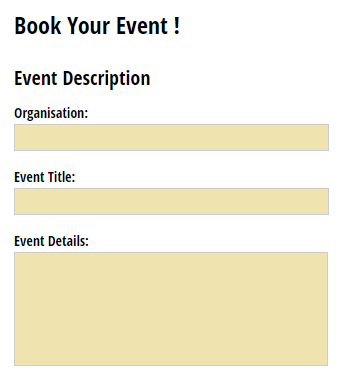 Book Your Event !
Event Description
Organisation:
Event Title:
Event Details: